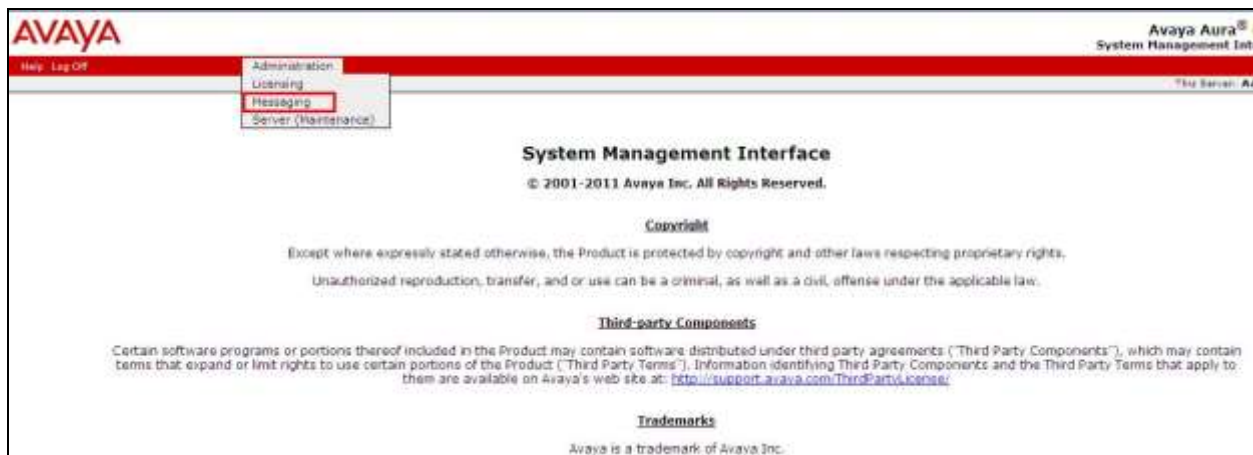 AVAYA
Avaya Aura®
System Management Int
Help Log Off
Administration
This Server: A
Licensing
Messaging
Server (Maintenance)
System Management Interface
© 2001-2011 Avaya Inc. All Rights Reserved.
Copyright
Except where expressly stated otherwise, the Product is protected by copyright and other laws respecting proprietary rights.
Unauthorized reproduction, transfer, and or use can be a criminal, as well as a civil, offense under the applicable law.
Third-party Components
Certain software programs or portions thereof included in the Product may contain software distributed under third party agreements ("Third Party Components"), which may contain
terms that expand or limit rights to use certain portions of the Product ("Third Party Terms"). Information identifying Third Party Components and the Third Party Terms that apply to
them are available on Avaya's web site at: http://support.avaya.com/ThirdPartyLicense/
Trademarks
Avaya is a trademark of Avaya Inc.